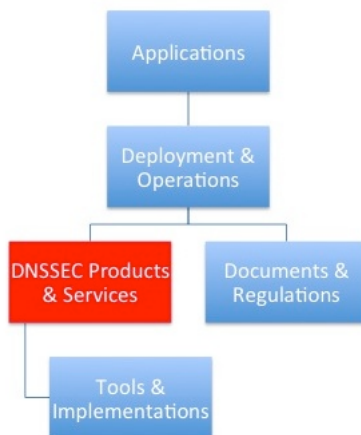 Applications
Deployment &
Operations
DNSSEC Products
& Services
Documents &
Regulations
Tools &
Implementations